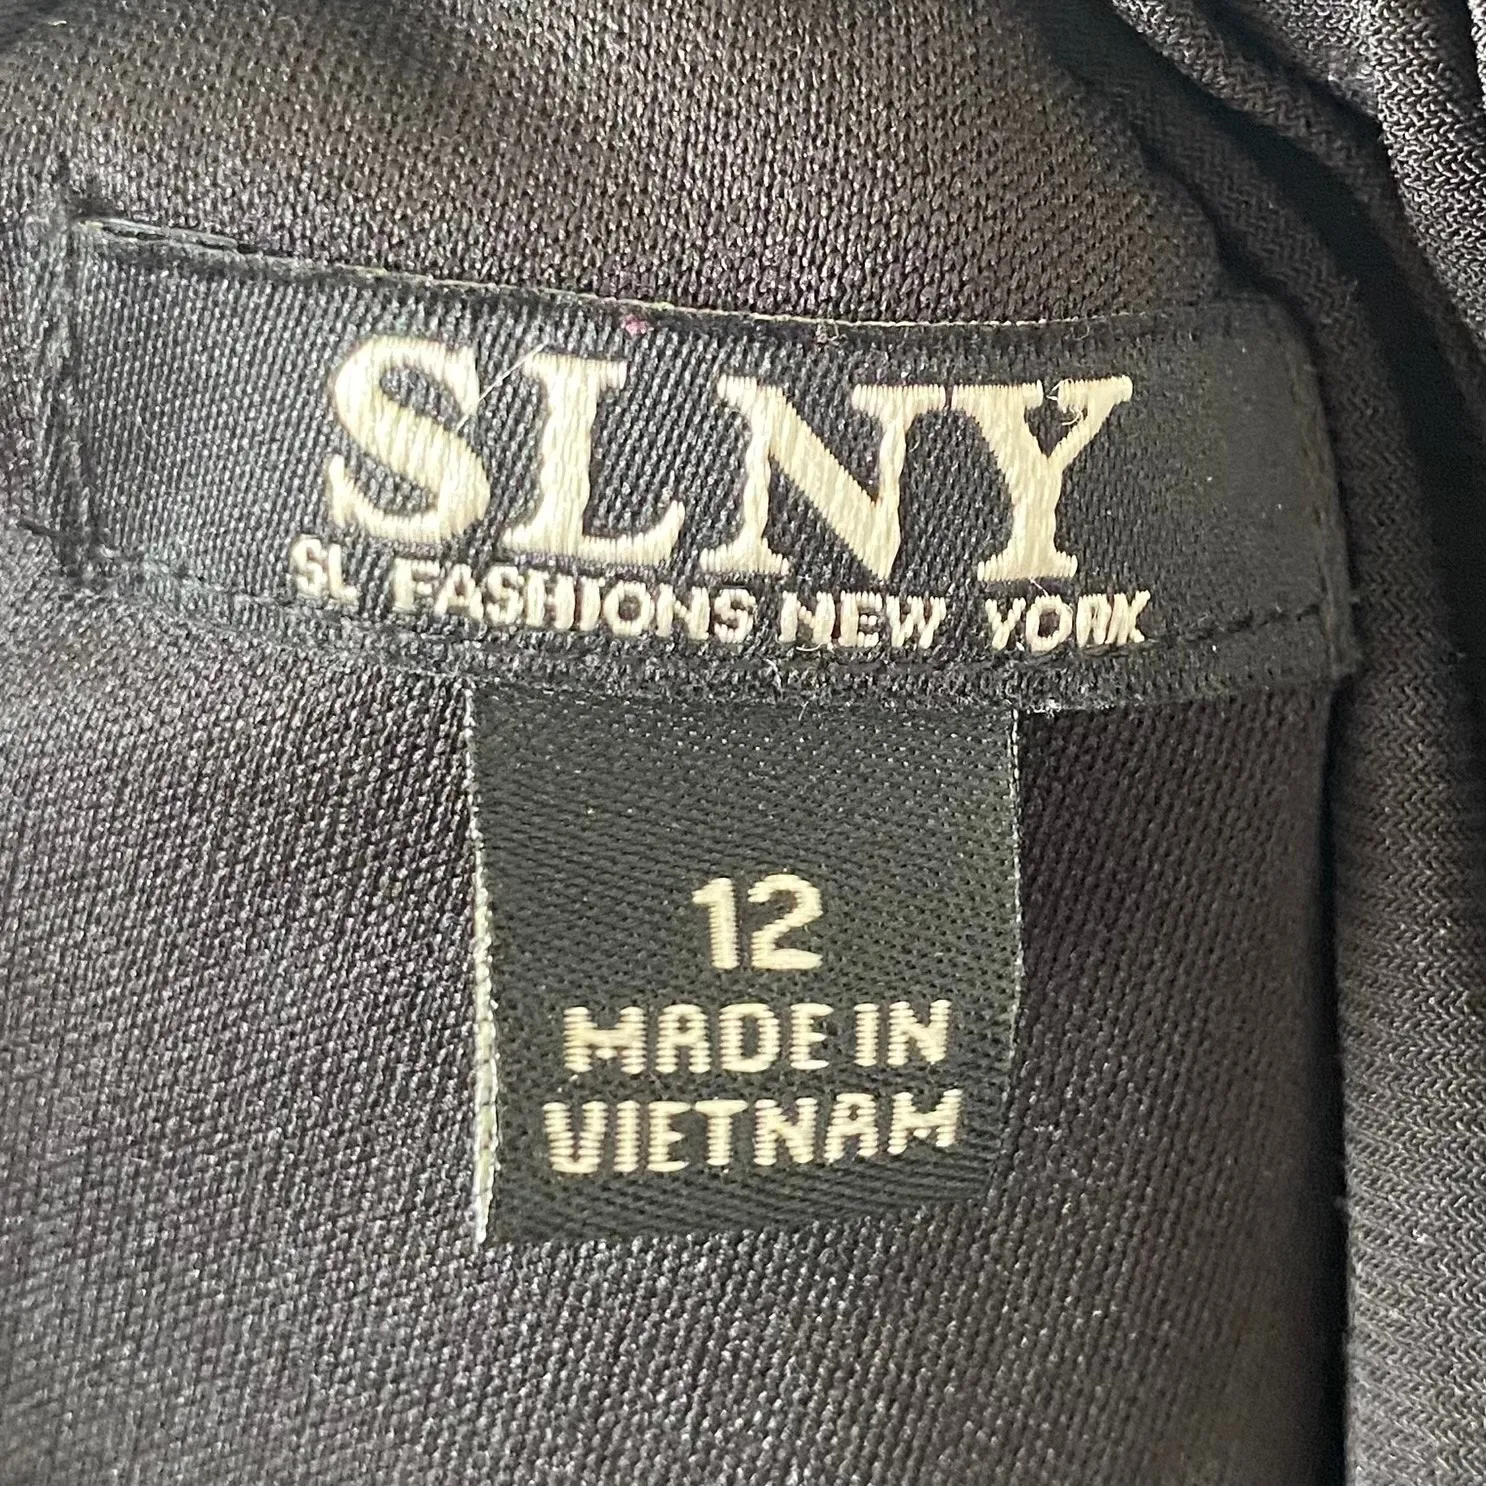 SLNY
SL FASHIONS NEW YORK
12
MADE IN
VIETNAM